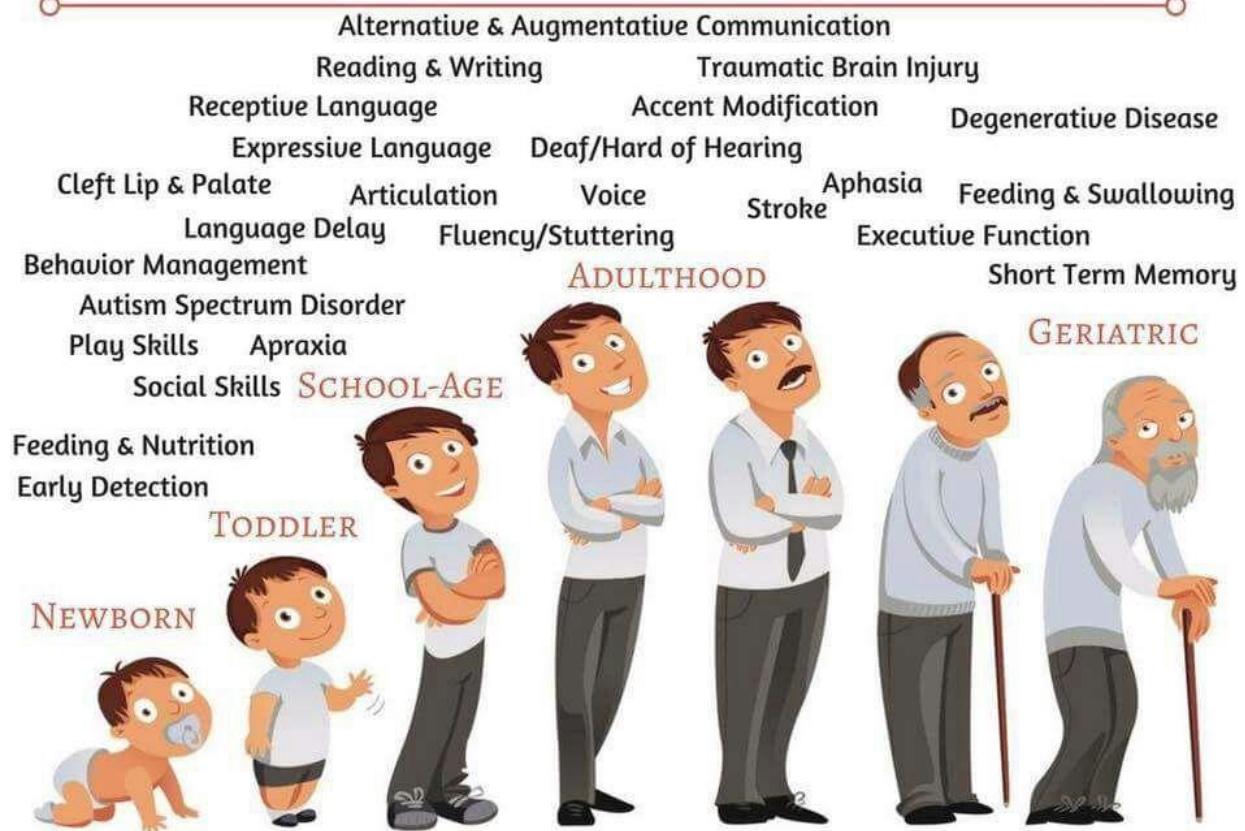 Alternative & Augmentative Communication
Reading & Writing
Traumatic Brain Injury
Receptive Language
Accent Modification
Degenerative Disease
Expressive Language
Deaf/Hard of Hearing
Cleft Lip & Palate
Articulation
Voice
Stroke
Aphasia
Feeding & Swallowing
Language Delay
Fluency/Stuttering
Executive Function
Behavior Management
ADULTHOOD
Short Term Memory
Autism Spectrum Disorder
GERIATRIC
Play Skills
Apraxia
Social Skills
SCHOOL-AGE
Feeding & Nutrition
Early Detection
TODDLER
NEWBORN